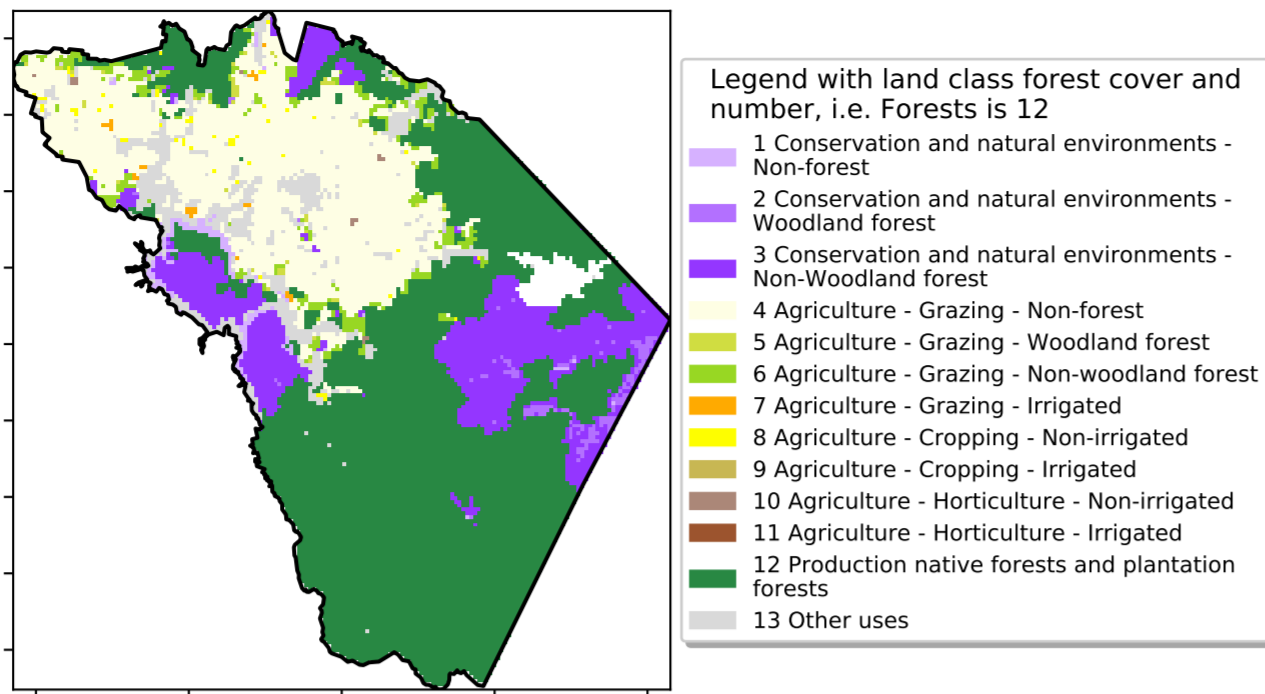 Legend with land class forest cover and
number, i.e. Forests is 12
1 Conservation and natural environments -
Non-forest
2 Conservation and natural environments -
Woodland forest
3 Conservation and natural environments -
Non-Woodland forest
4 Agriculture - Grazing - Non-forest
5 Agriculture - Grazing - Woodland forest
6 Agriculture - Grazing - Non-woodland forest
7 Agriculture - Grazing - Irrigated
8 Agriculture - Cropping - Non-irrigated
9 Agriculture - Cropping - Irrigated
10 Agriculture - Horticulture - Non-irrigated
11 Agriculture - Horticulture - Irrigated
12 Production native forests and plantation
forests
13 Other uses